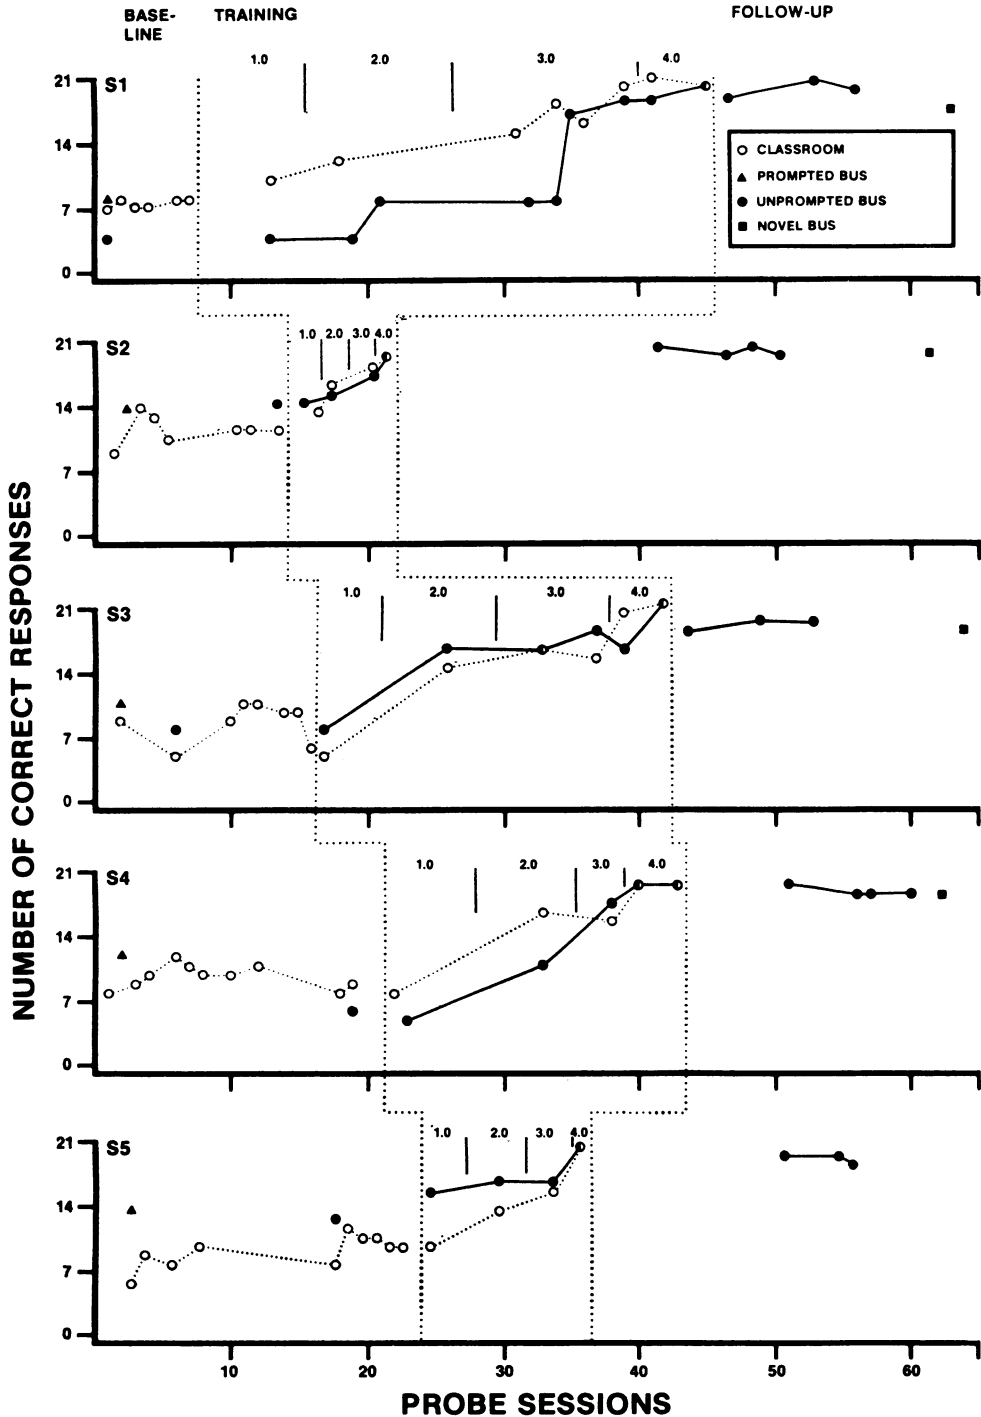 BASE-
LINE
TRAINING
FOLLOW-UP
1.0 2.0 3.0 4.0
S1
21
14
7
0
CLASSROOM
PROMPTED BUS
UNPROMPTED BUS
NOVEL BUS
1.0 2.0 3.0 4.0
S2
21
14
7
0
1.0 2.0 3.0 4.0
S3
21
14
7
0
1.0 2.0 3.0 4.0
S4
21
14
7
0
1.0 2.0 3.0 4.0
S5
21
14
7
0
10 20 30 40 50 60
NUMBER OF CORRECT RESPONSES
PROBE SESSIONS